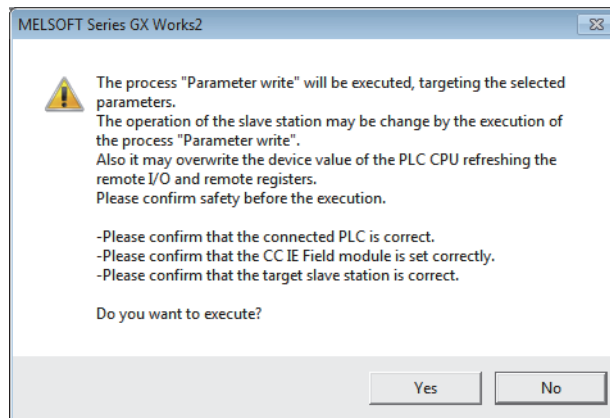 MELSOFT Series GX Works2
The process "Parameter write" will be executed, targeting the selected
parameters.
The operation of the slave station may be change by the execution of
the process "Parameter write".
Also it may overwrite the device value of the PLC CPU refreshing the
remote I/O and remote registers.
Please confirm safety before the execution.
-Please confirm that the connected PLC is correct.
-Please confirm that the CC IE Field module is set correctly.
-Please confirm that the target slave station is correct.
Do you want to execute?
Yes
No